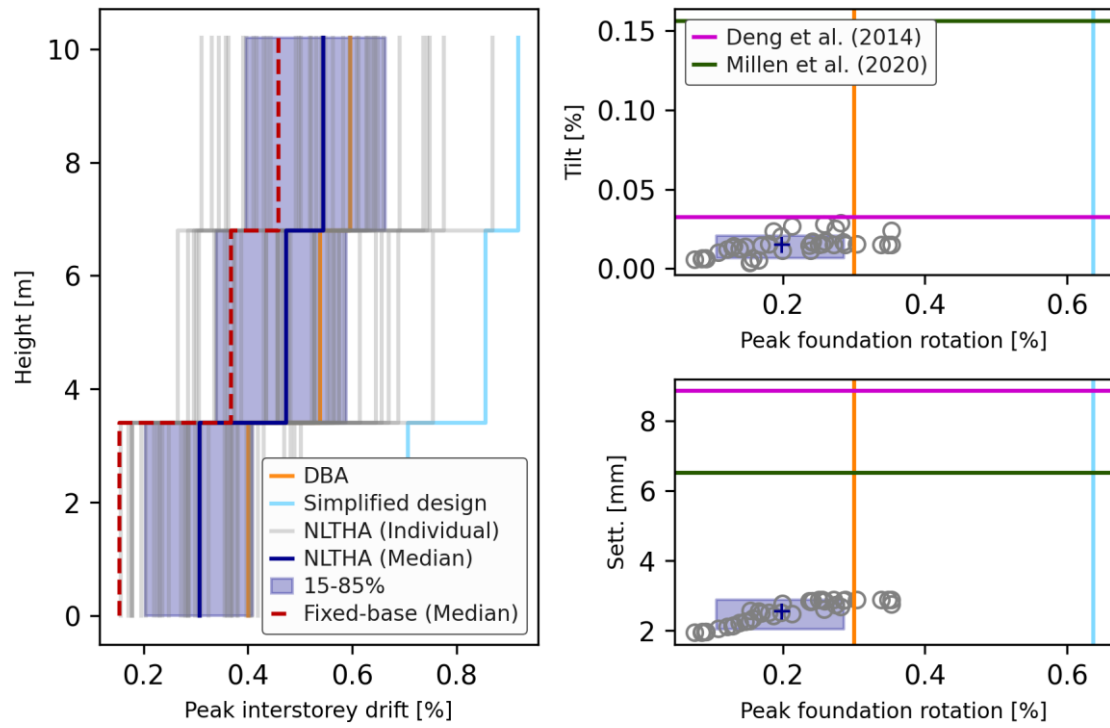 10
8
6
4
2
0
Height [m]
0.2
0.4
0.6
0.8
Peak interstorey drift [%]
DBA
Simplified design
NLTHA (Individual)
NLTHA (Median)
15-85%
Fixed-base (Median)
0.15
0.10
0.05
0.00
Tilt [%]
Deng et al. (2014)
Millen et al. (2020)
0.2
0.4
0.6
Peak foundation rotation [%]
8
6
4
2
Sett. [mm]
0.2
0.4
0.6
Peak foundation rotation [%]